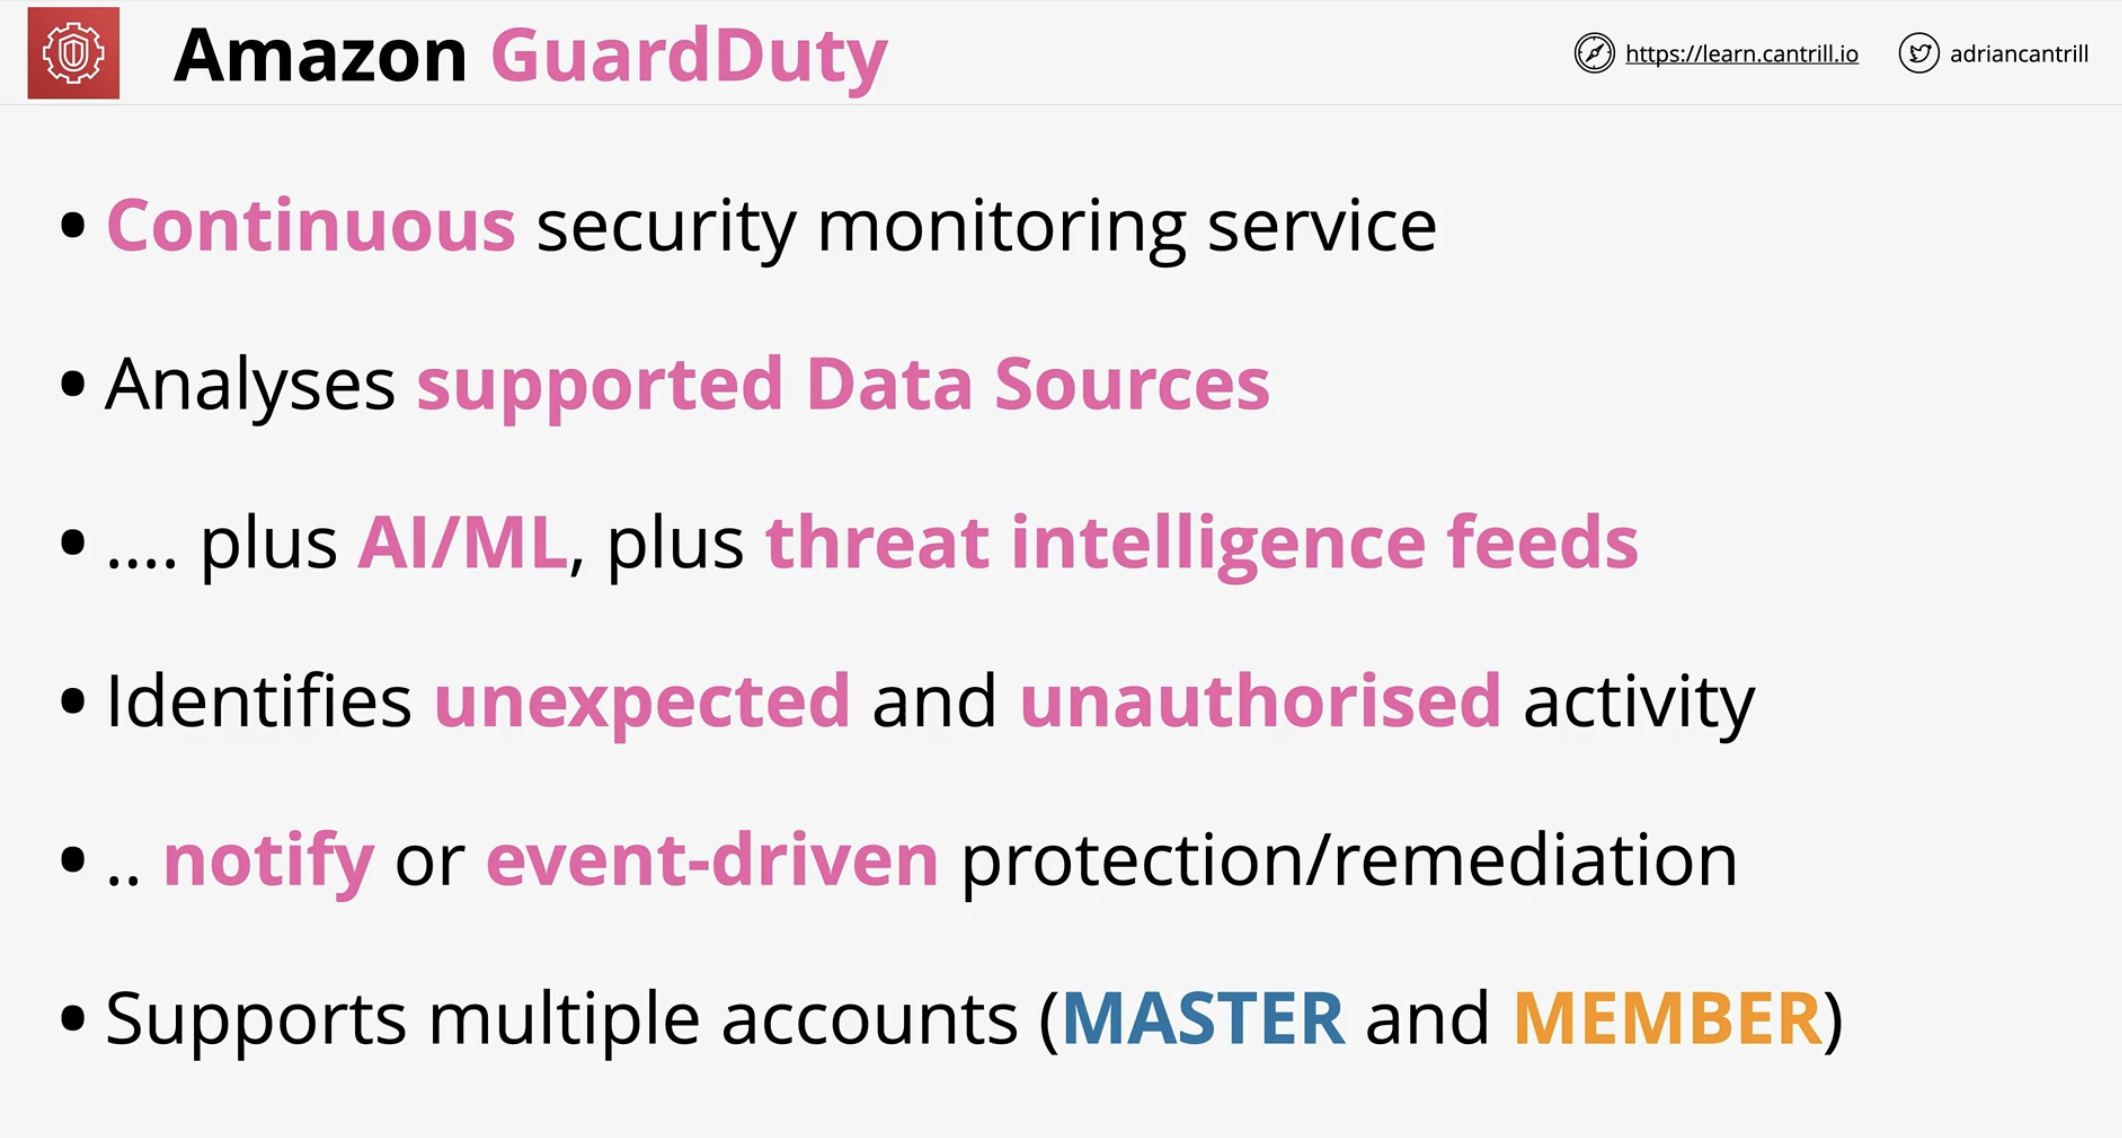 Amazon GuardDuty
https://learn.cantrill.io
adriancantrill
• Continuous security monitoring service
• Analyses supported Data Sources
• .... plus AI/ML, plus threat intelligence feeds
• Identifies unexpected and unauthorised activity
• .. notify or event-driven protection/remediation
• Supports multiple accounts (MASTER and MEMBER)